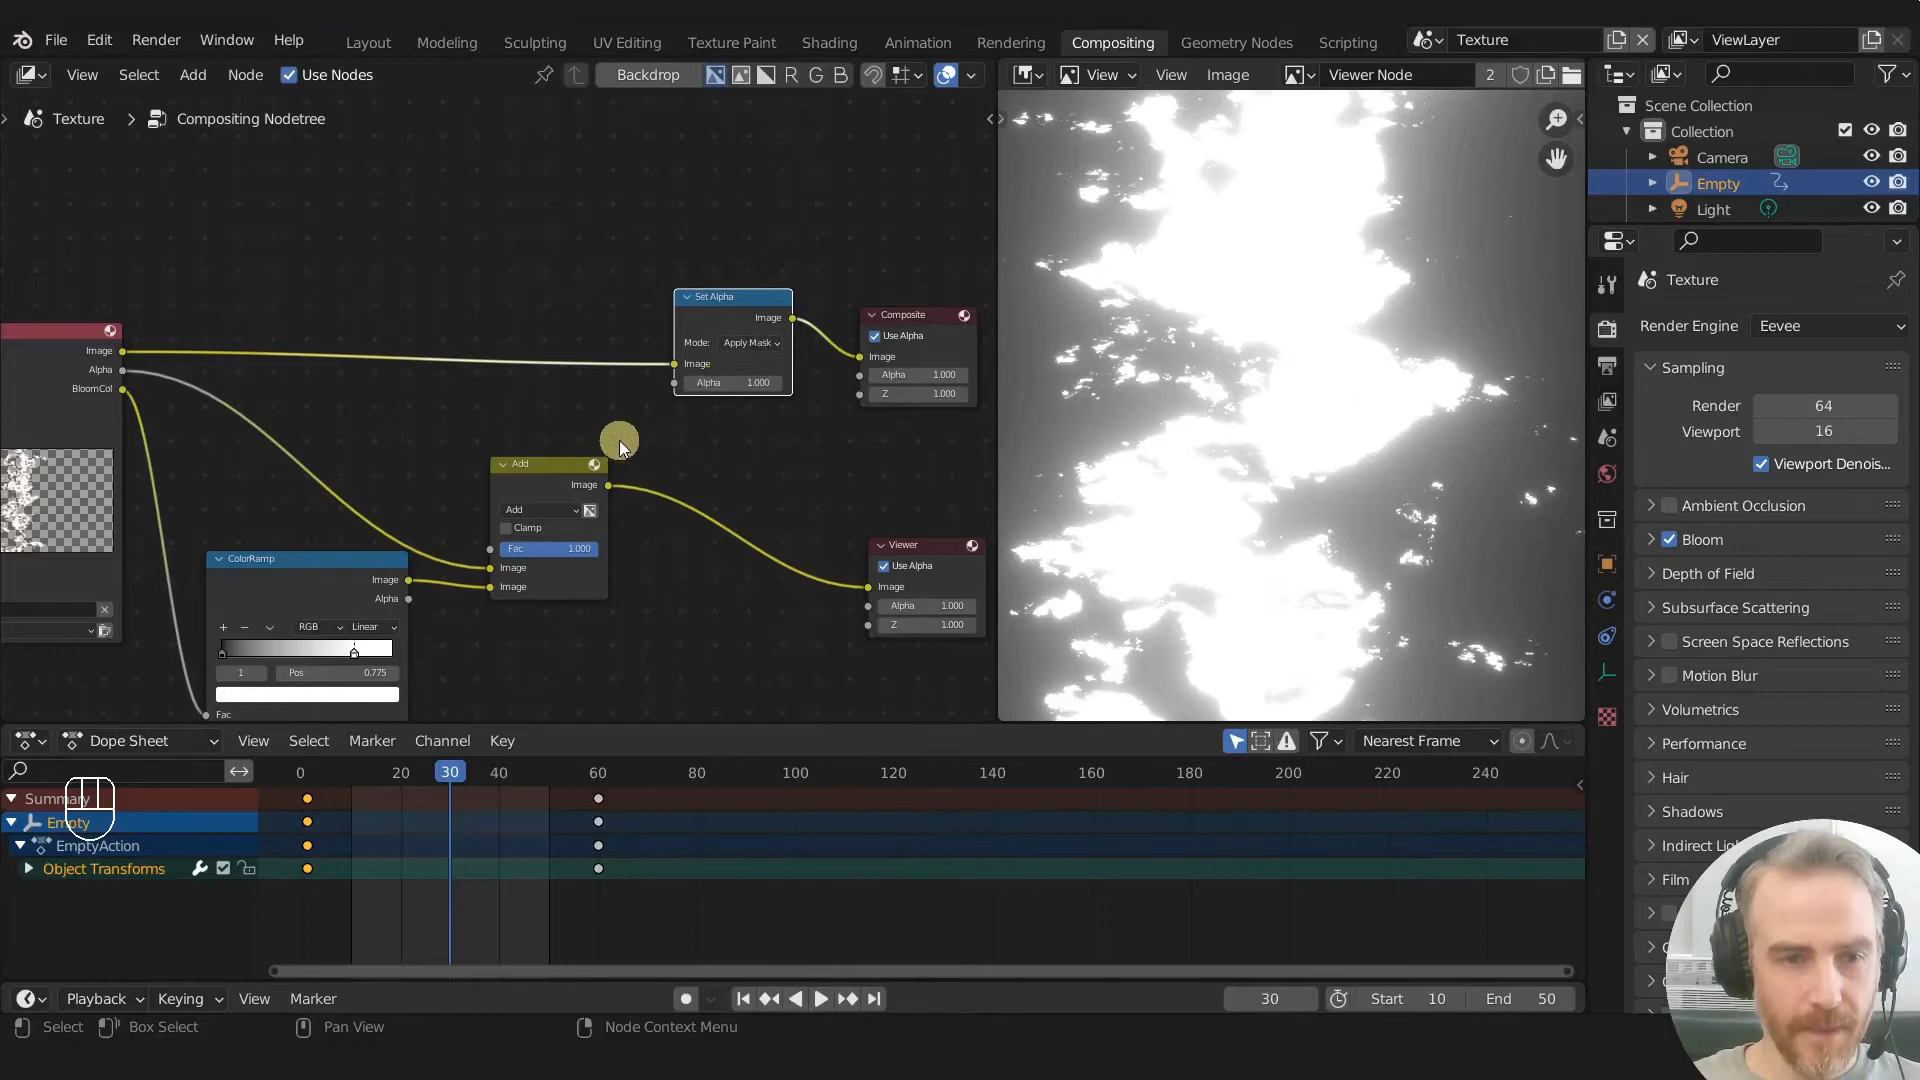 File Edit Render Window Help Layout Modeling Sculpting UV Editing Texture Paint Shading Animation Rendering Compositing Geometry Nodes Scripting Texture ViewLayer
View Select Add Node Use Nodes Backdrop R G B View View Image Viewer Node 2
Texture > Compositing Nodetree
Scene Collection
Collection
Camera
Empty
Light
Texture
Render Engine Eevee
Sampling
Render 64
Viewport 16
Viewport Denois...
Ambient Occlusion
Bloom
Depth of Field
Subsurface Scattering
Screen Space Reflections
Motion Blur
Volumetrics
Performance
Hair
Shadows
Indirect Lig
Film
Image
Alpha
BloomCol
Set Alpha
Image
Mode: Apply Mask
Image
Alpha 1.000
Composite
Use Alpha
Image
Alpha 1.000
Z 1.000
Add
Image
Add
Clamp
Fac 1.000
Image
Image
Viewer
Use Alpha
Image
Alpha 1.000
Z 1.000
ColorRamp
Image
Alpha
+ − RGB Linear
1 Pos 0.775
Fac
Dope Sheet View Select Marker Channel Key Nearest Frame
0 20 30 40 60 80 100 120 140 160 180 200 220 240
Summary
Empty
EmptyAction
Object Transforms
Playback Keying View Marker 30 Start 10 End 50
Select Box Select Pan View Node Context Menu